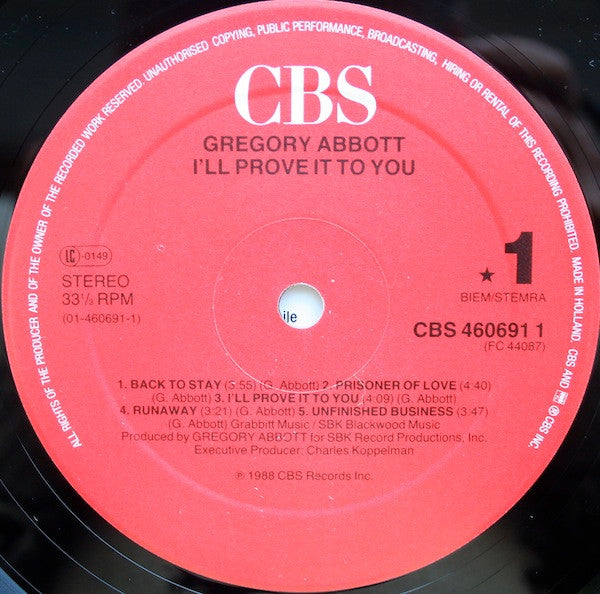 ALL RIGHTS OF THE PRODUCER AND OF THE OWNER OF THE RECORDED WORK RESERVED. UNAUTHORISED COPYING, PUBLIC PERFORMANCE, BROADCASTING, HIRING OR RENTAL OF THIS RECORDING PROHIBITED. MADE IN HOLLAND. CBS AND ® CBS INC.
CBS
GREGORY ABBOTT
I'LL PROVE IT TO YOU
LC-0149
STEREO
33⅓ RPM
(01-460691-1)
★ 1
BIEM/STEMRA
CBS 460691 1
(FC 44087)
ile
1. BACK TO STAY (5:55) (G. Abbott) 2. PRISONER OF LOVE (4:40)
(G. Abbott) 3. I'LL PROVE IT TO YOU (4:09) (G. Abbott)
4. RUNAWAY (3:21) (G. Abbott) 5. UNFINISHED BUSINESS (3:47)
(G. Abbott) Grabbitt Music / SBK Blackwood Music
Produced by GREGORY ABBOTT for SBK Record Productions, Inc.
Executive Producer: Charles Koppelman
℗ 1988 CBS Records Inc.